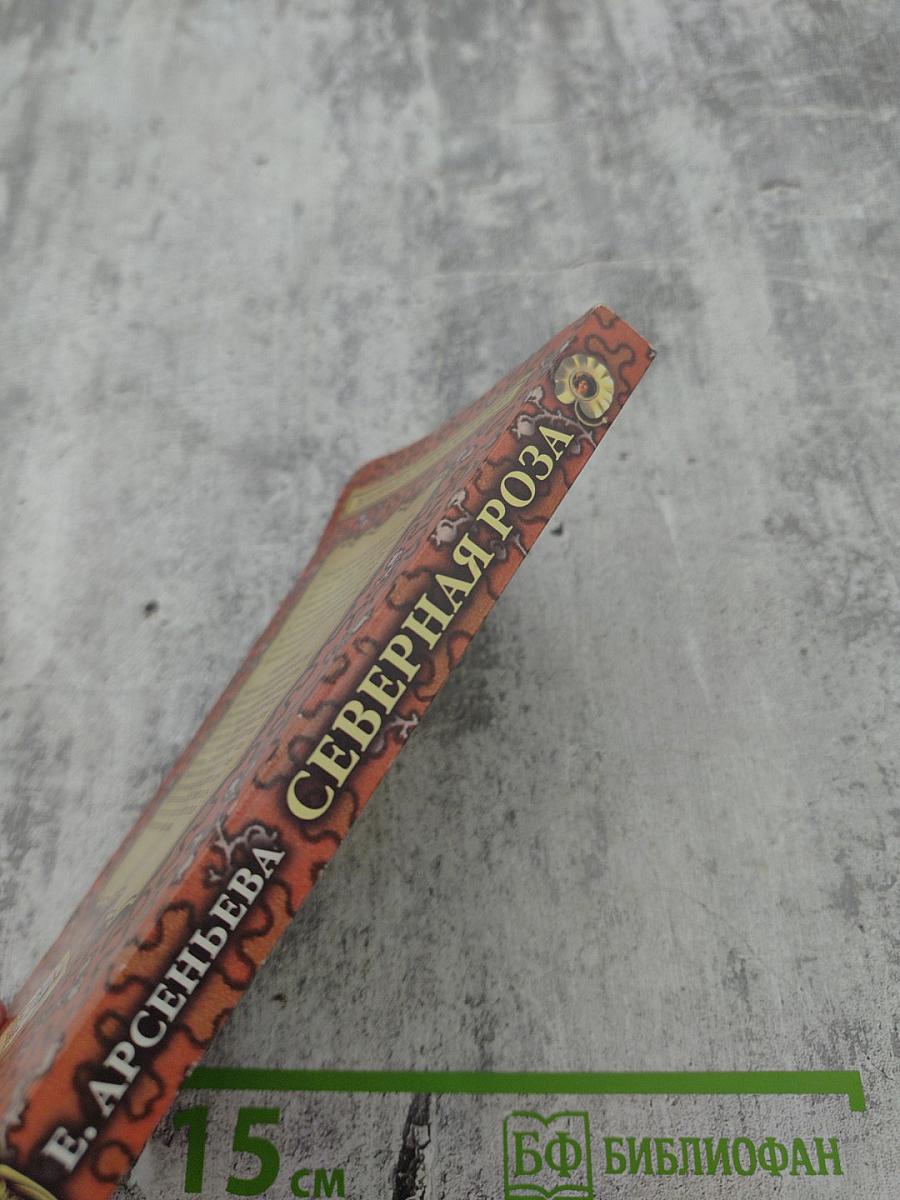 Е. АРСЕНЬЕВА СЕВЕРНАЯ РОЗА
15 см
БФ БИБЛИОФАН